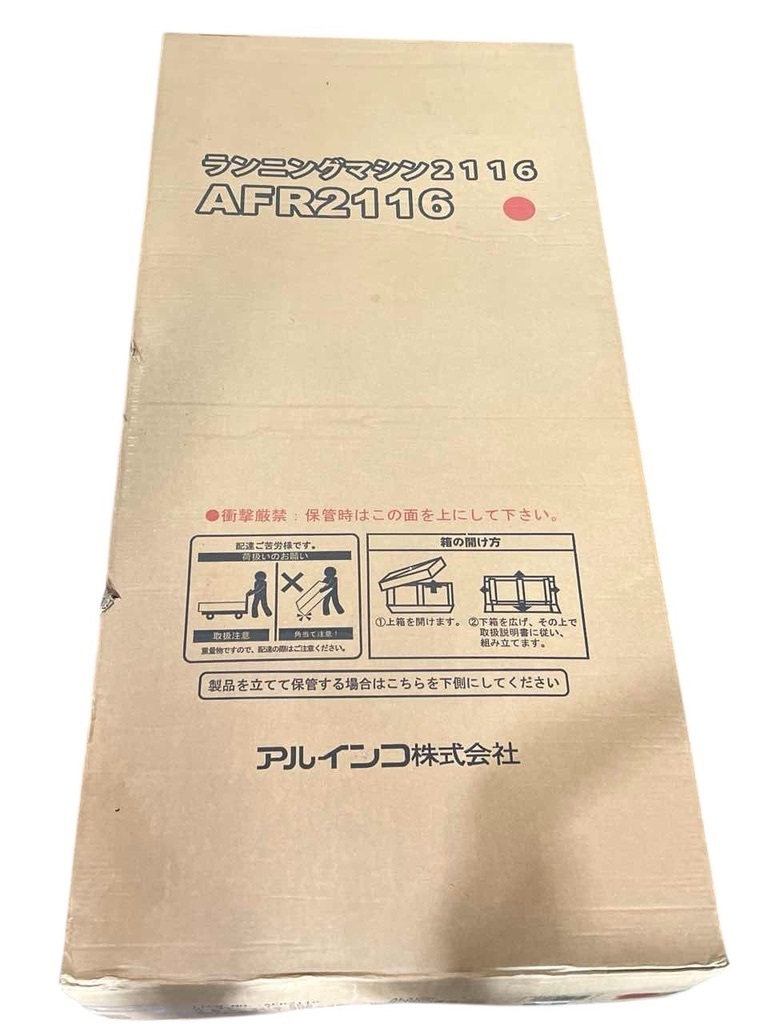 ランニングマシン2116
AFR2116
●衝撃厳禁：保管時はこの面を上にして下さい。
配達ご苦労様です。
荷扱いのお願い
取扱注意
角当て注意！
重量物ですので、配達の際はご注意ください。
箱の開け方
①上箱を開けます。
②下箱を広げ、その上で
取扱説明書に従い、
組み立てます。
製品を立てて保管する場合はこちらを下側にしてください
アルインコ株式会社